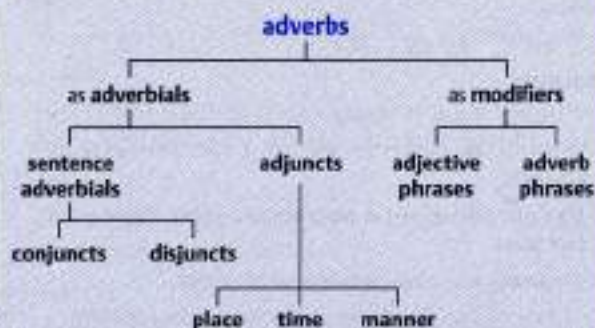 adverbs
as adverbials as modifiers
sentence adjuncts adjective adverb
adverbials phrases phrases
conjuncts disjuncts
place time manner